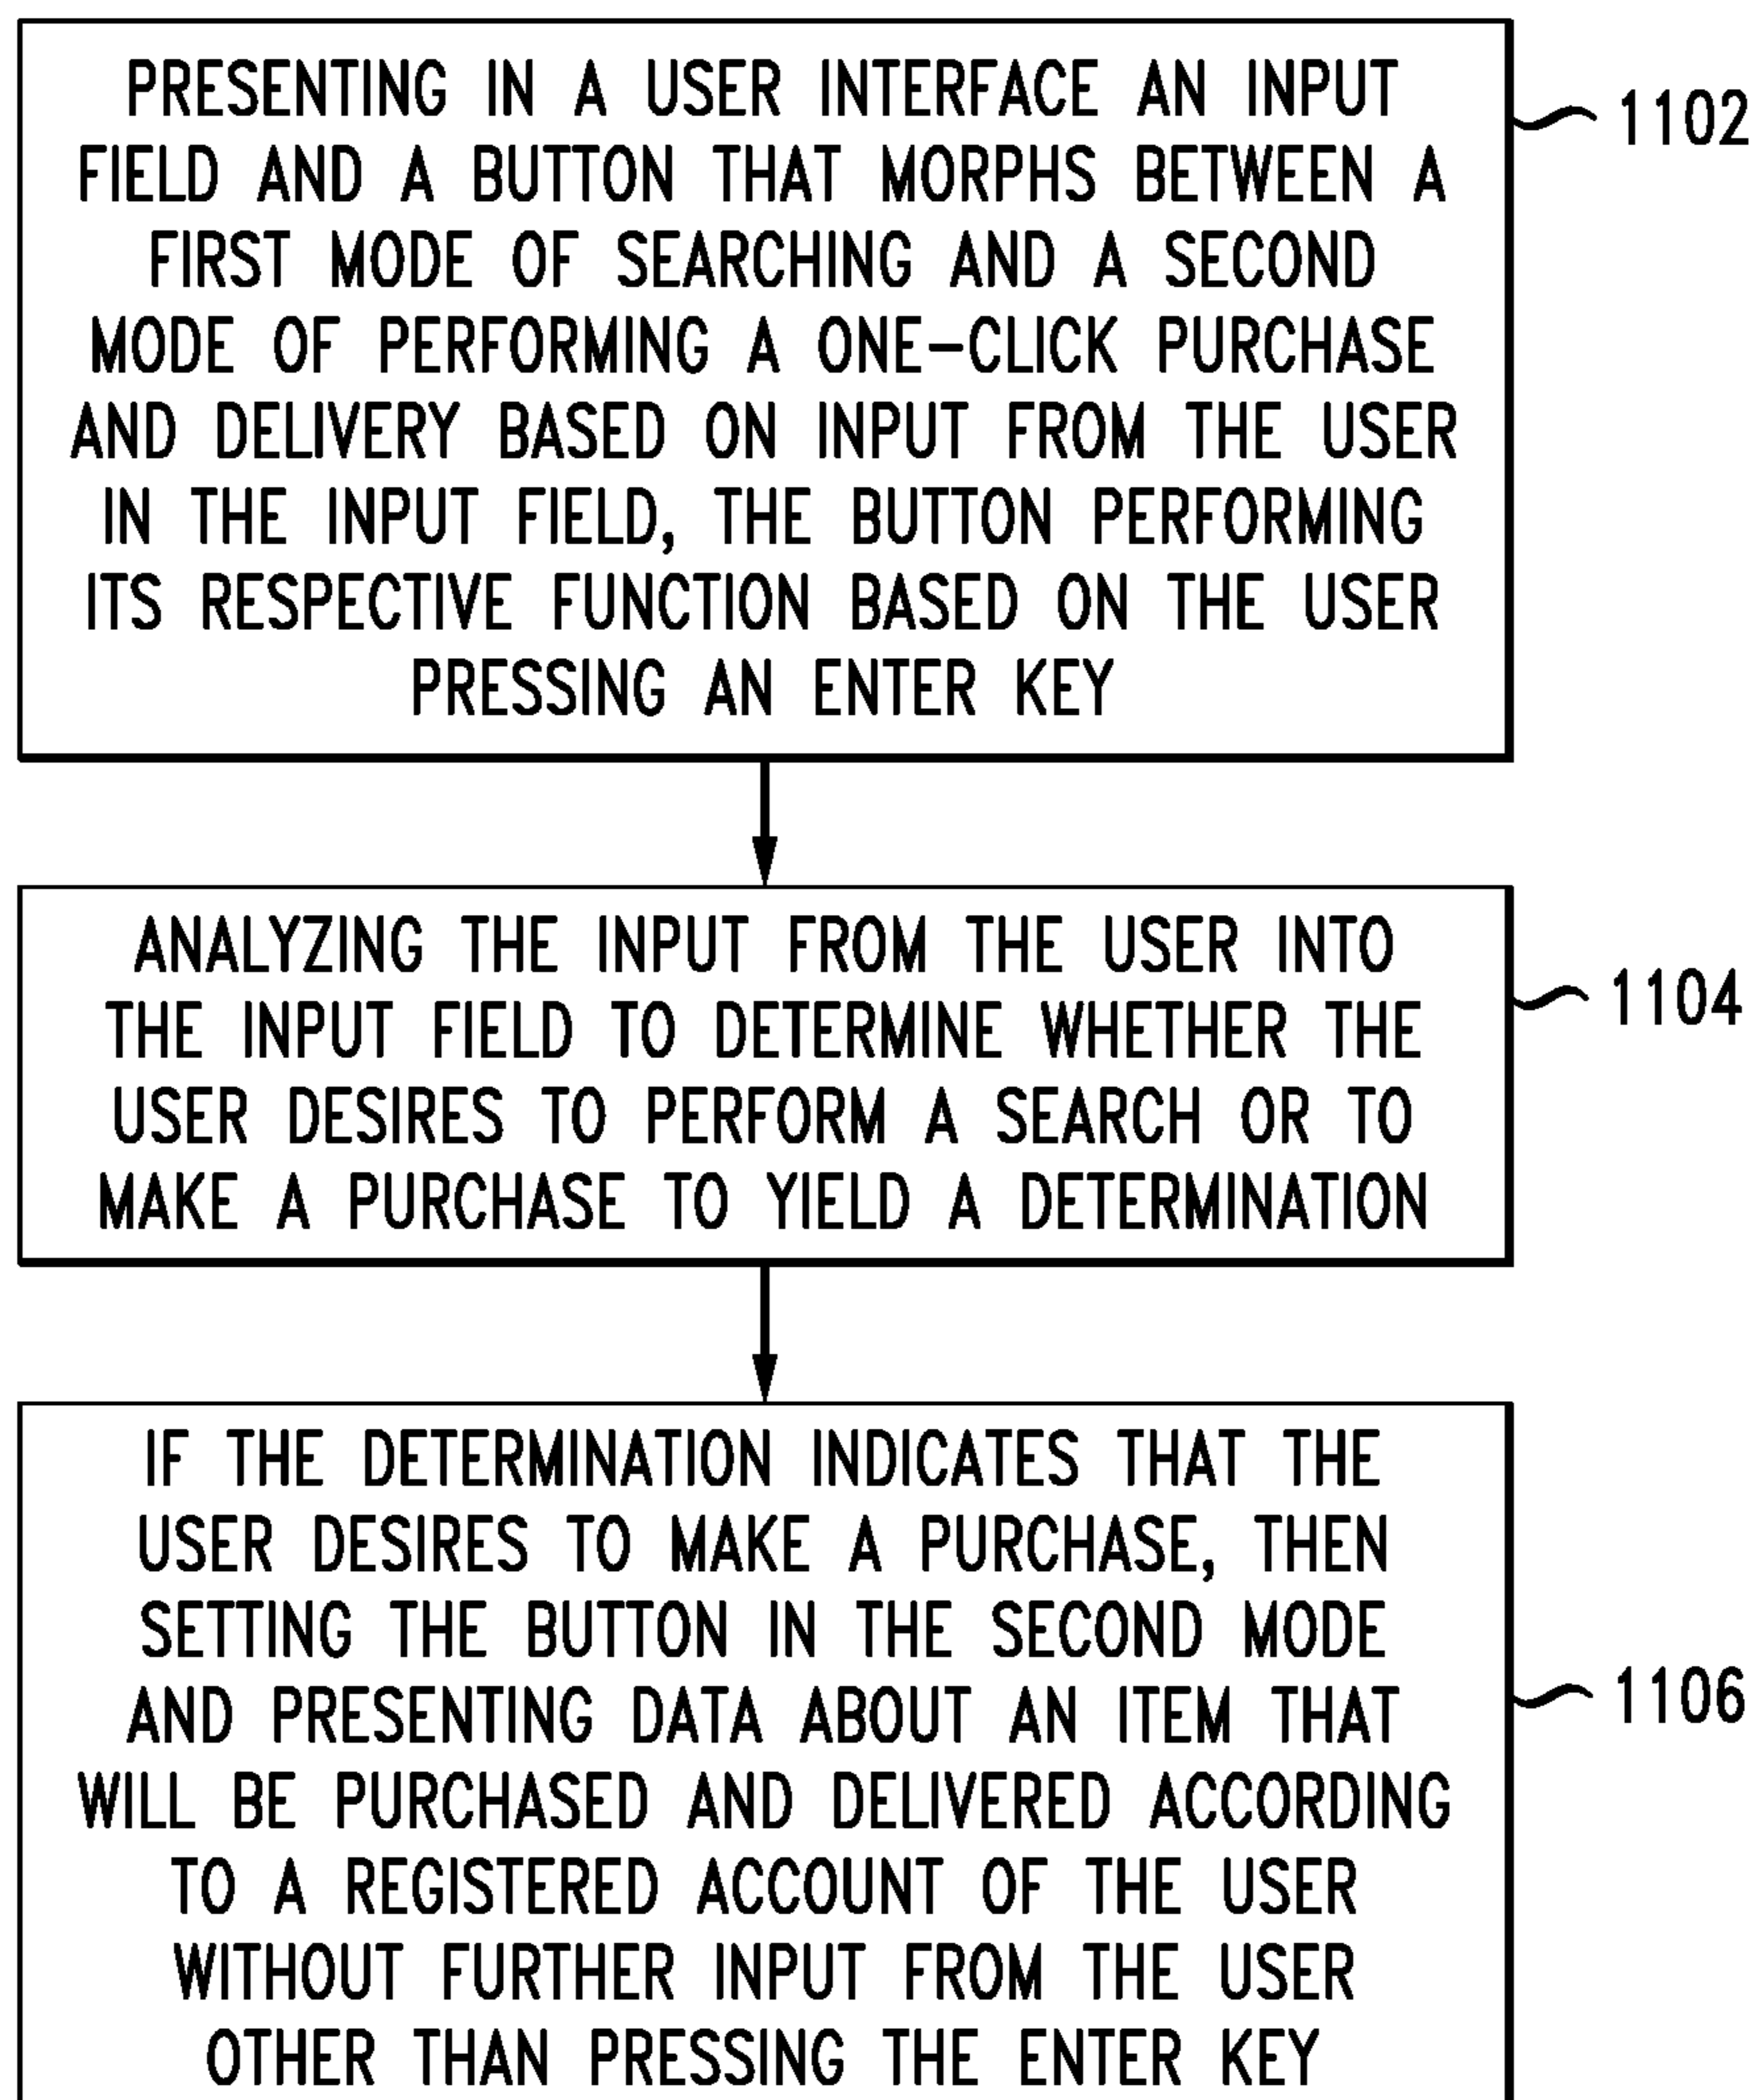 PRESENTING IN A USER INTERFACE AN INPUT
FIELD AND A BUTTON THAT MORPHS BETWEEN A
FIRST MODE OF SEARCHING AND A SECOND
MODE OF PERFORMING A ONE-CLICK PURCHASE
AND DELIVERY BASED ON INPUT FROM THE USER
IN THE INPUT FIELD, THE BUTTON PERFORMING
ITS RESPECTIVE FUNCTION BASED ON THE USER
PRESSING AN ENTER KEY
1102
ANALYZING THE INPUT FROM THE USER INTO
THE INPUT FIELD TO DETERMINE WHETHER THE
USER DESIRES TO PERFORM A SEARCH OR TO
MAKE A PURCHASE TO YIELD A DETERMINATION
1104
IF THE DETERMINATION INDICATES THAT THE
USER DESIRES TO MAKE A PURCHASE, THEN
SETTING THE BUTTON IN THE SECOND MODE
AND PRESENTING DATA ABOUT AN ITEM THAT
WILL BE PURCHASED AND DELIVERED ACCORDING
TO A REGISTERED ACCOUNT OF THE USER
WITHOUT FURTHER INPUT FROM THE USER
OTHER THAN PRESSING THE ENTER KEY
1106